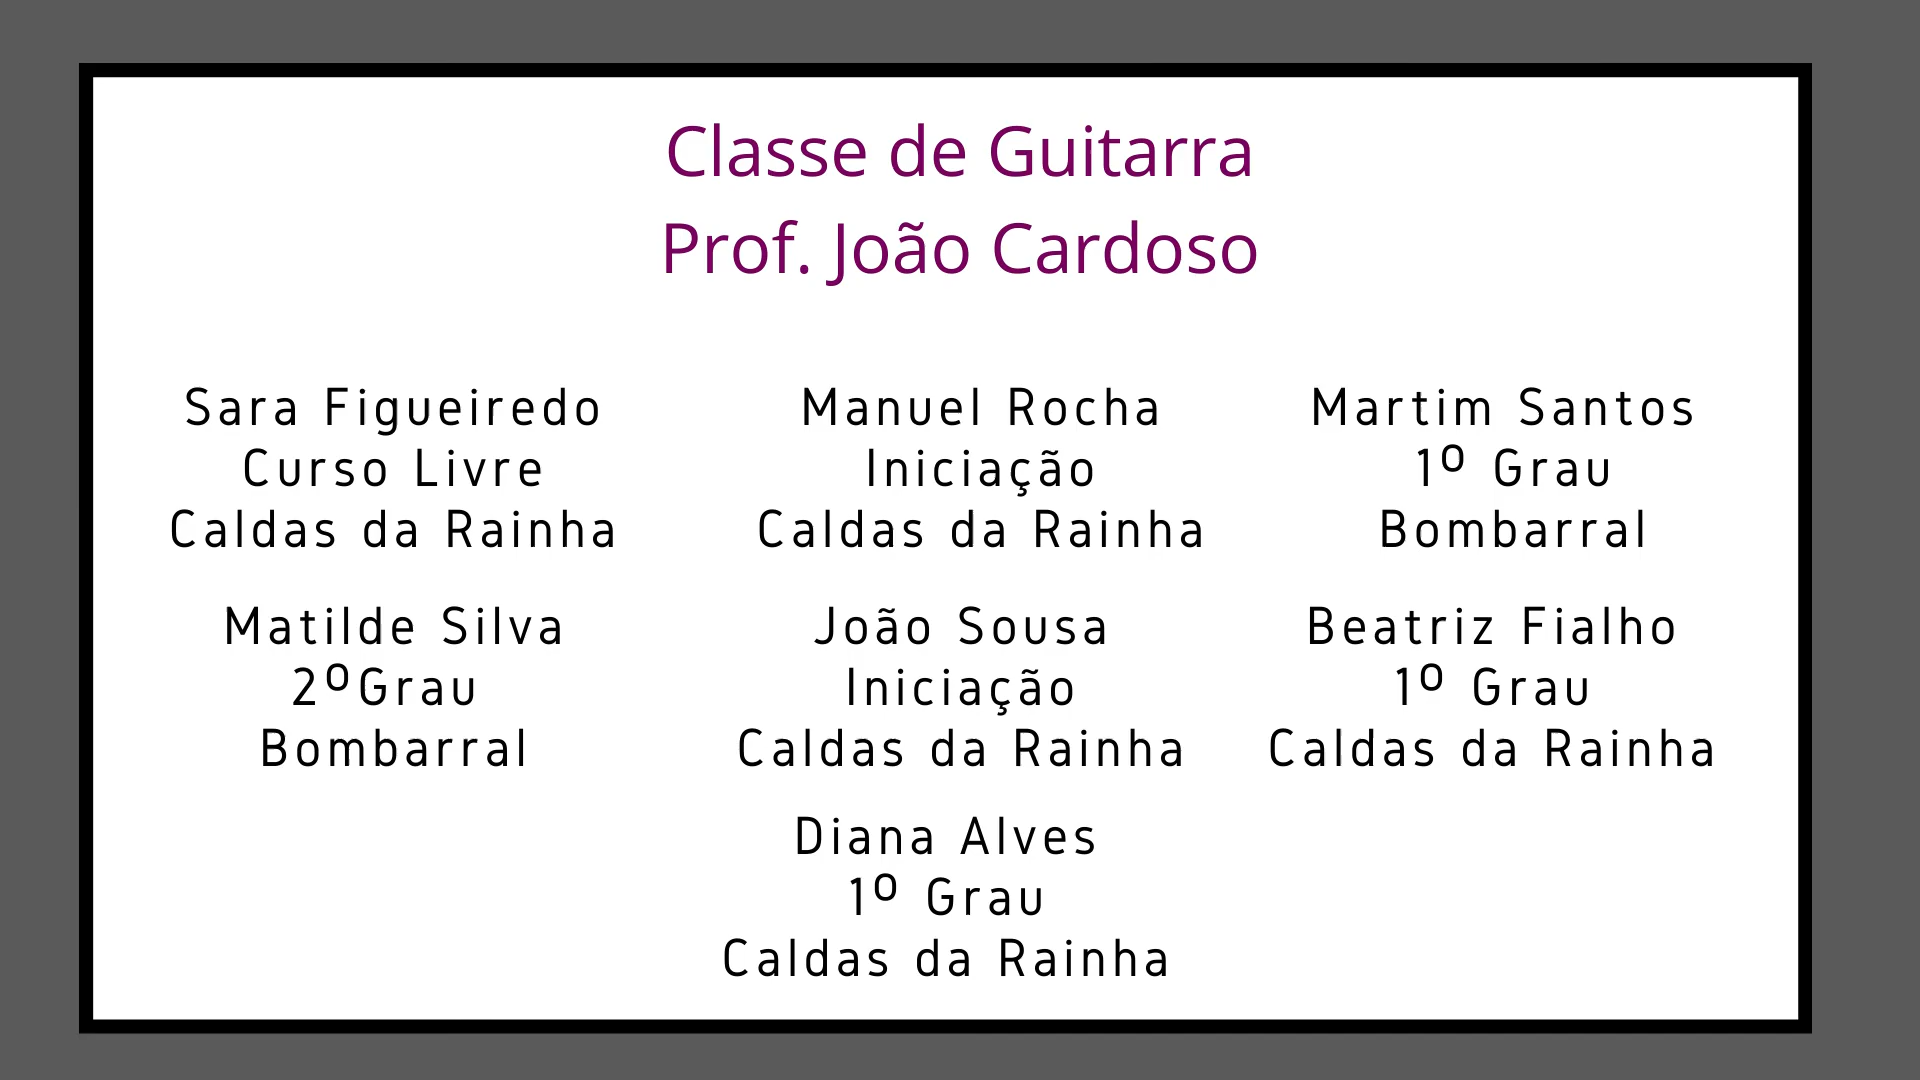 Classe de Guitarra
Prof. João Cardoso
Sara Figueiredo
Curso Livre
Caldas da Rainha
Manuel Rocha
Iniciação
Caldas da Rainha
Martim Santos
1º Grau
Bombarral
Matilde Silva
2ºGrau
Bombarral
João Sousa
Iniciação
Caldas da Rainha
Beatriz Fialho
1º Grau
Caldas da Rainha
Diana Alves
1º Grau
Caldas da Rainha